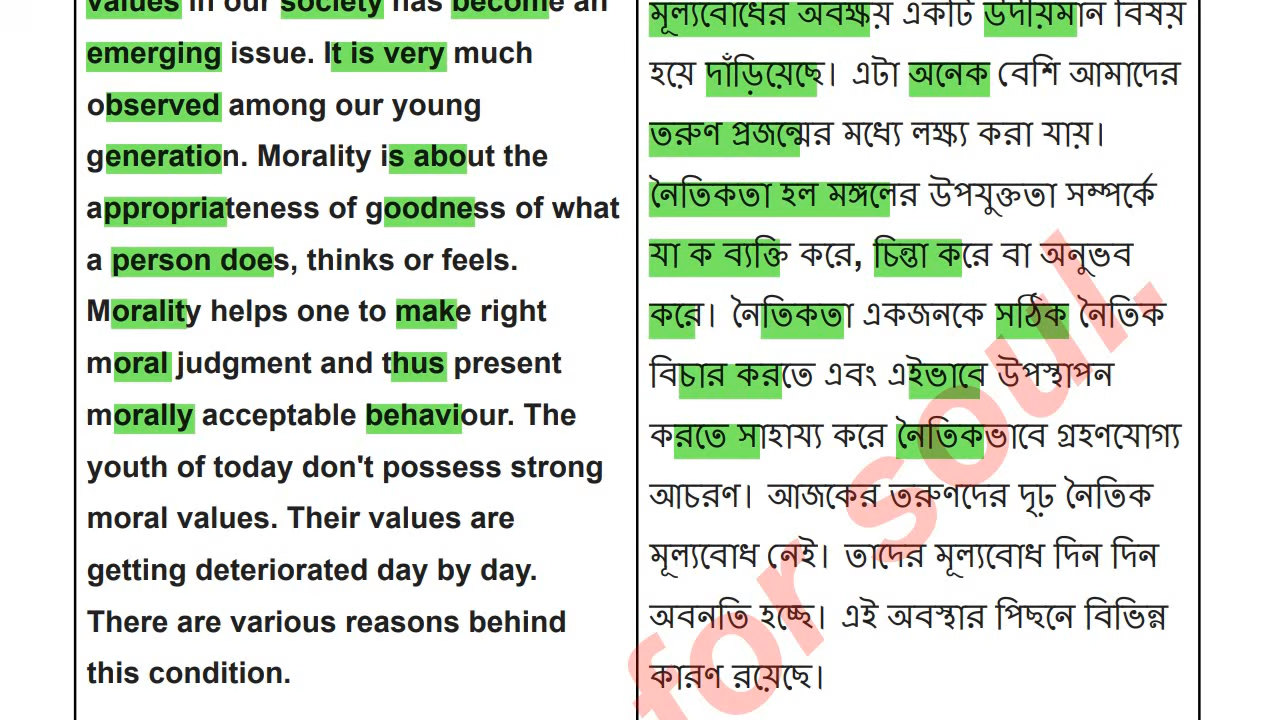 values in our society has become an
emerging issue. It is very much
observed among our young
generation. Morality is about the
appropriateness of goodness of what
a person does, thinks or feels.
Morality helps one to make right
moral judgment and thus present
morally acceptable behaviour. The
youth of today don't possess strong
moral values. Their values are
getting deteriorated day by day.
There are various reasons behind
this condition.
মূল্যবোধের অবক্ষয় একটি উদীয়মান বিষয়
হয়ে দাঁড়িয়েছে। এটা অনেক বেশি আমাদের
তরুণ প্রজন্মের মধ্যে লক্ষ্য করা যায়।
নৈতিকতা হল মঙ্গলের উপযুক্ততা সম্পর্কে
যা ক ব্যক্তি করে, চিন্তা করে বা অনুভব
করে। নৈতিকতা একজনকে সঠিক নৈতিক
বিচার করতে এবং এইভাবে উপস্থাপন
করতে সাহায্য করে নৈতিকভাবে গ্রহণযোগ্য
আচরণ। আজকের তরুণদের দৃঢ় নৈতিক
মূল্যবোধ নেই। তাদের মূল্যবোধ দিন দিন
অবনতি হচ্ছে। এই অবস্থার পিছনে বিভিন্ন
কারণ রয়েছে।
for soul.